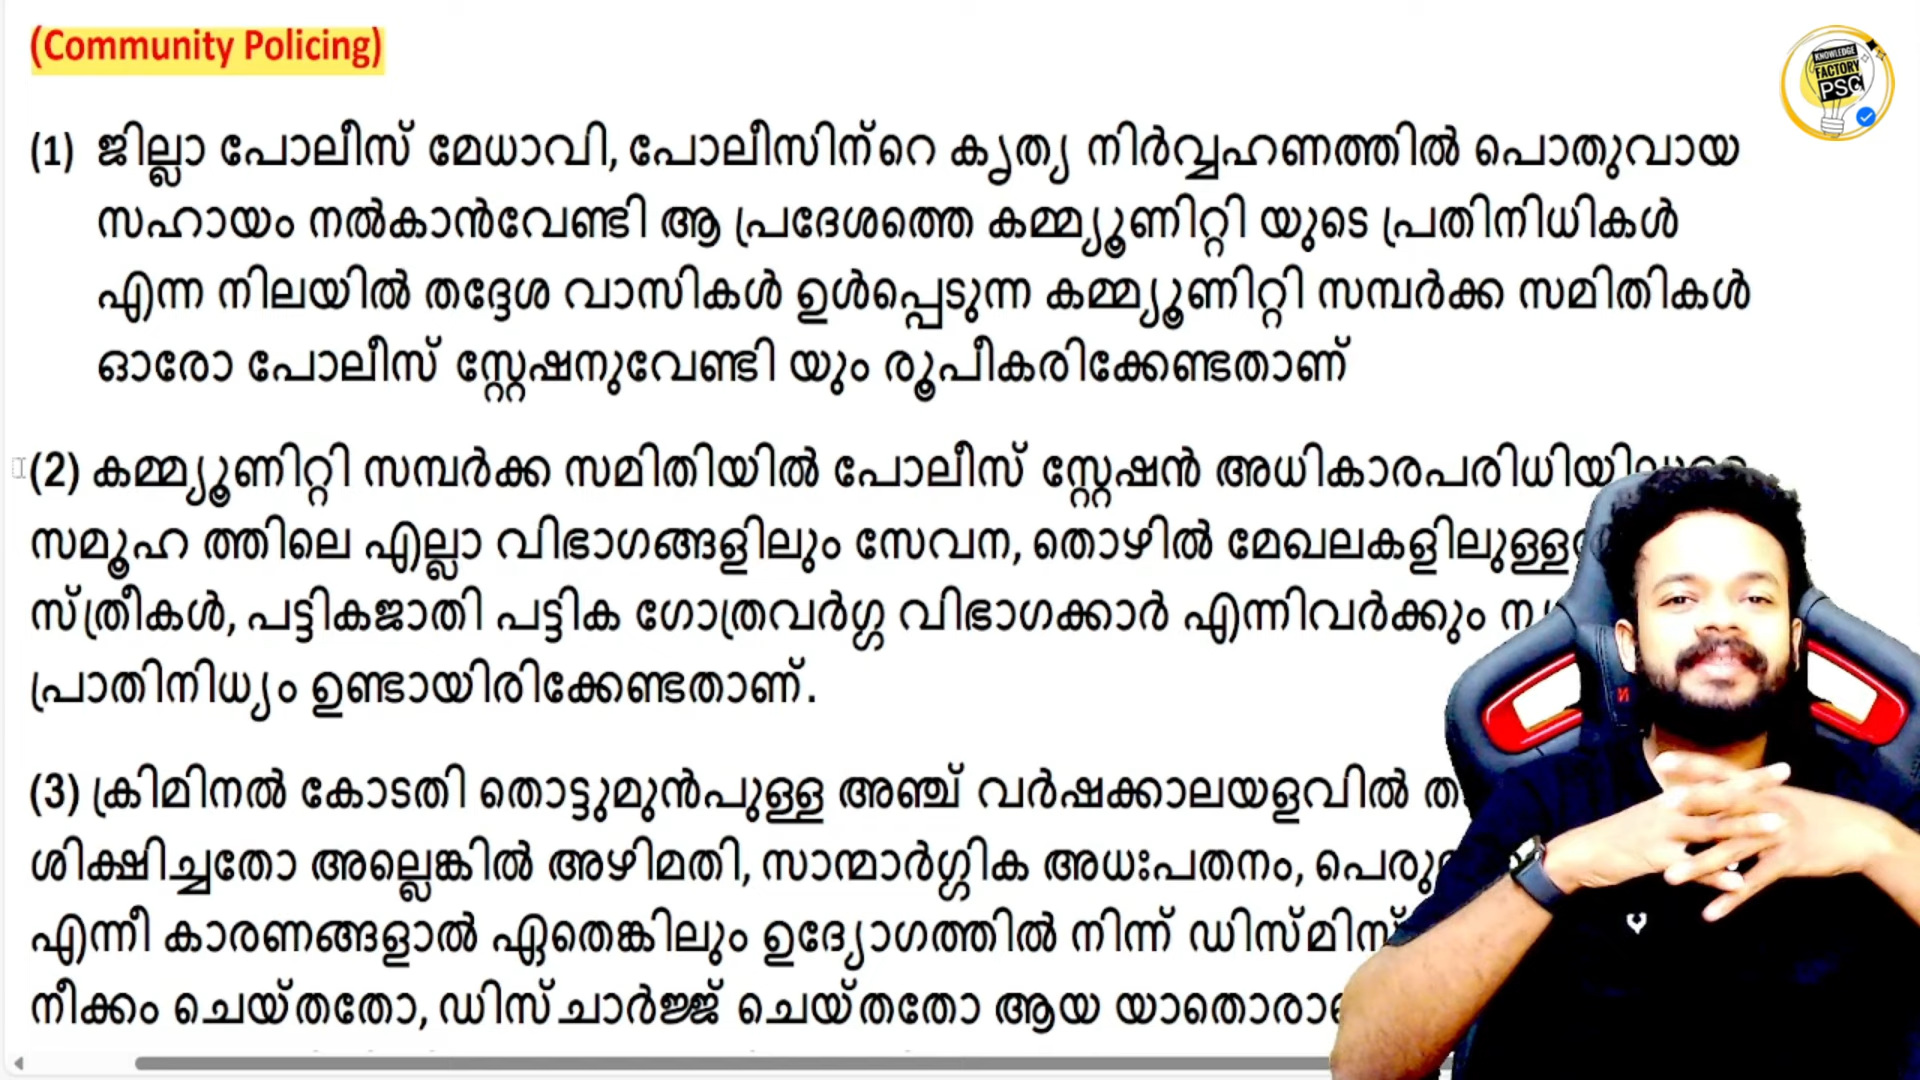 (Community Policing)
KNOWLEDGE
FACTORY
PSC
(1) ജില്ലാ പോലീസ് മേധാവി, പോലീസിന്റെ കൃത്യ നിർവ്വഹണത്തിൽ പൊതുവായ
സഹായം നൽകാൻവേണ്ടി ആ പ്രദേശത്തെ കമ്മ്യൂണിറ്റി യുടെ പ്രതിനിധികൾ
എന്ന നിലയിൽ തദ്ദേശ വാസികൾ ഉൾപ്പെടുന്ന കമ്മ്യൂണിറ്റി സമ്പർക്ക സമിതികൾ
ഓരോ പോലീസ് സ്റ്റേഷനുവേണ്ടി യും രൂപീകരിക്കേണ്ടതാണ്
(2) കമ്മ്യൂണിറ്റി സമ്പർക്ക സമിതിയിൽ പോലീസ് സ്റ്റേഷൻ
സമൂഹ ത്തിലെ എല്ലാ വിഭാഗങ്ങളിലും സേവന, തൊഴിൽ
സ്ത്രീകൾ, പട്ടികജാതി പട്ടിക ഗോത്രവർഗ്ഗ വിഭാഗക്കാർ എന്നിവർക്കും
പ്രാതിനിധ്യം ഉണ്ടായിരിക്കേണ്ടതാണ്.
(3) ക്രിമിനൽ കോടതി തൊട്ടുമുൻപുള്ള അഞ്ച് വർഷക്കാലയളവിൽ
ശിക്ഷിച്ചതോ അല്ലെങ്കിൽ അഴിമതി, സാന്മാർഗ്ഗിക അധഃപതനം,
എന്നീ കാരണങ്ങളാൽ ഏതെങ്കിലും ഉദ്യോഗത്തിൽ നിന്ന്
നീക്കം ചെയ്തതോ, ഡിസ്ചാർജ്ജ് ചെയ്തതോ ആയ